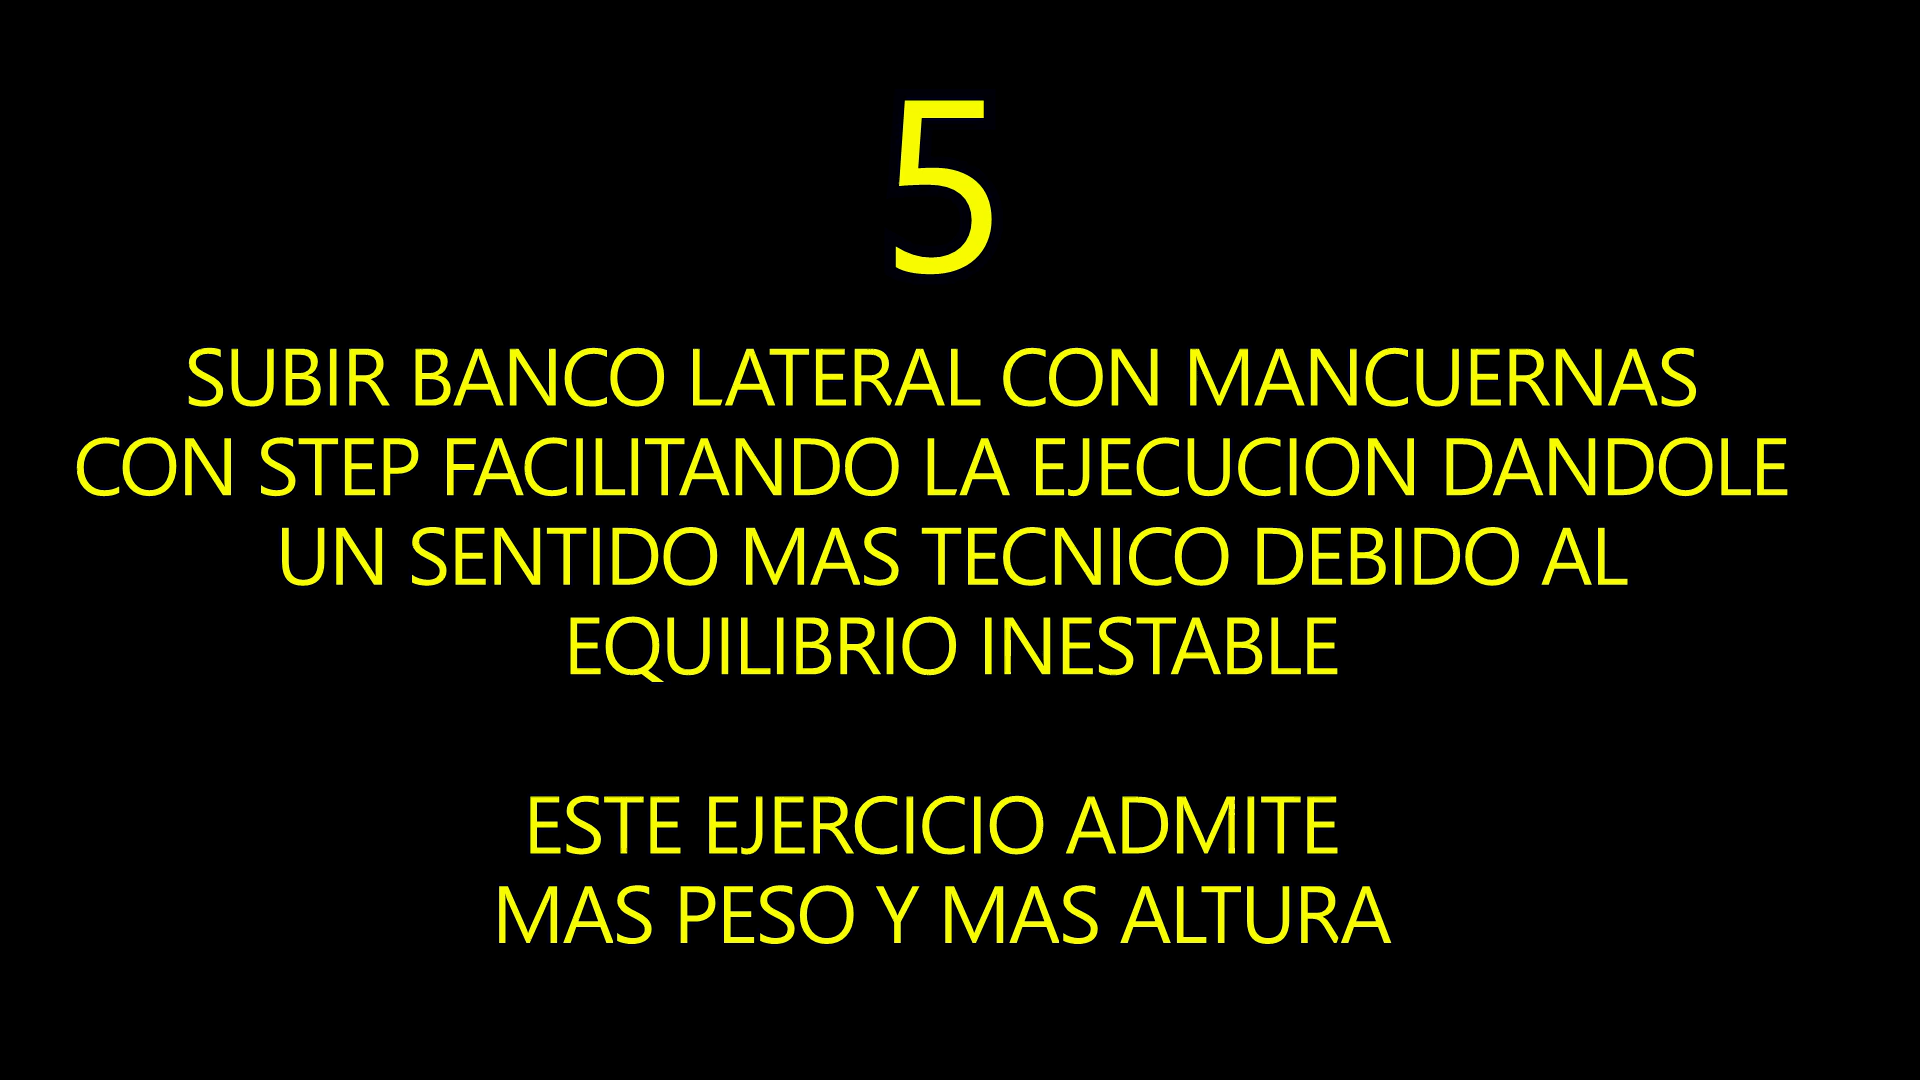 5
SUBIR BANCO LATERAL CON MANCUERNAS
CON STEP FACILITANDO LA EJECUCION DANDOLE
UN SENTIDO MAS TECNICO DEBIDO AL
EQUILIBRIO INESTABLE
ESTE EJERCICIO ADMITE
MAS PESO Y MAS ALTURA